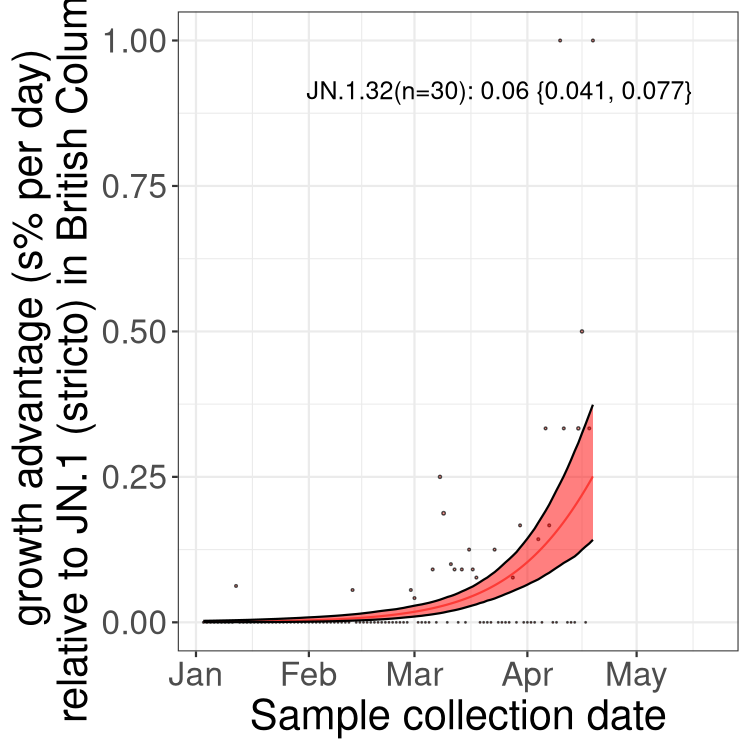 growth advantage (s% per day)
relative to JN.1 (stricto) in British Colum
1.00
0.75
0.50
0.25
0.00
JN.1.32(n=30): 0.06 {0.041, 0.077}
Jan Feb Mar Apr May
Sample collection date